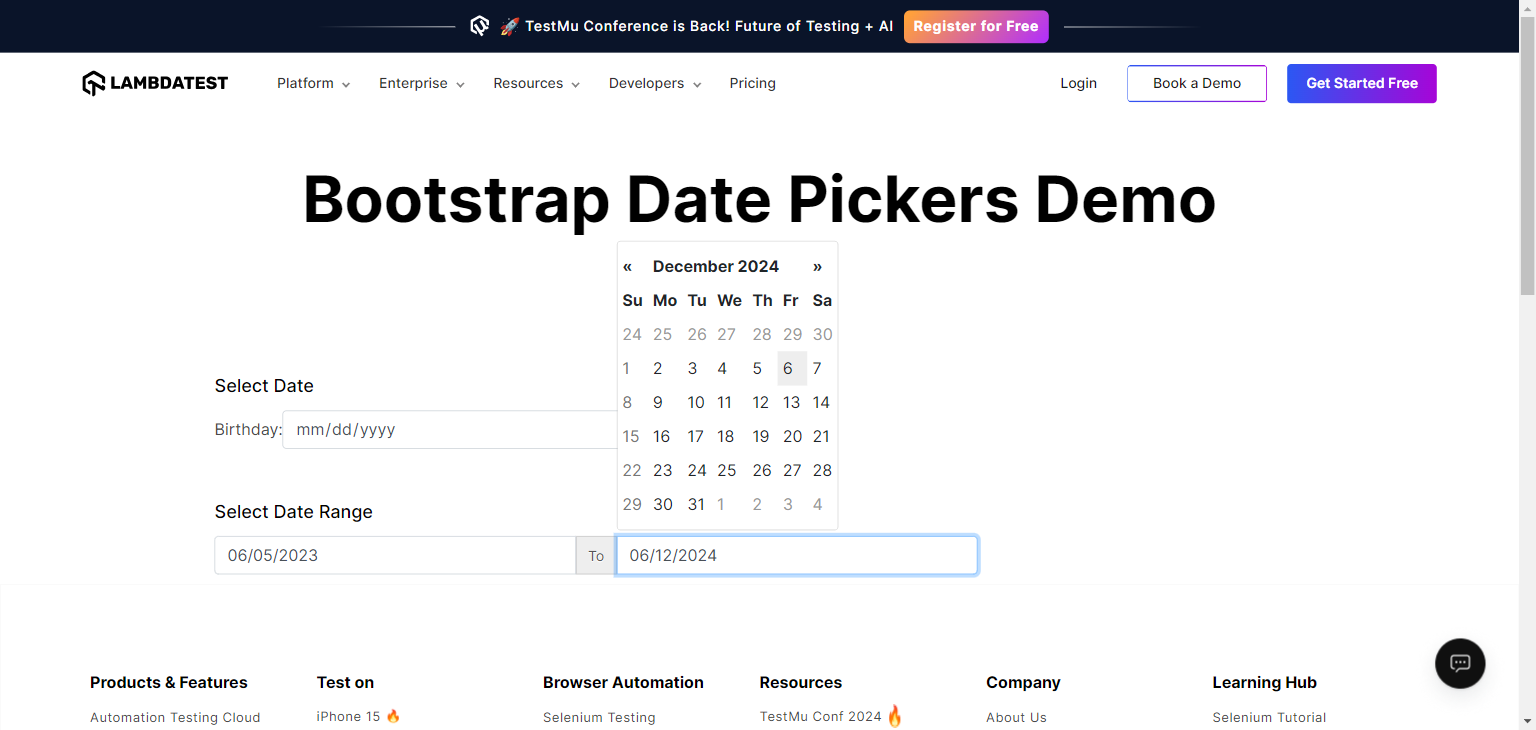 🚀 TestMu Conference is Back! Future of Testing + AI Register for Free
LAMBDATEST Platform Enterprise Resources Developers Pricing Login Book a Demo Get Started Free
Bootstrap Date Pickers Demo
« December 2024 »
Su Mo Tu We Th Fr Sa
24 25 26 27 28 29 30
1 2 3 4 5 6 7
8 9 10 11 12 13 14
15 16 17 18 19 20 21
22 23 24 25 26 27 28
29 30 31 1 2 3 4
Select Date
Birthday: mm/dd/yyyy
Select Date Range
06/05/2023 To 06/12/2024
Products & Features Test on Browser Automation Resources Company Learning Hub
Automation Testing Cloud iPhone 15 🔥 Selenium Testing TestMu Conf 2024 🔥 About Us Selenium Tutorial